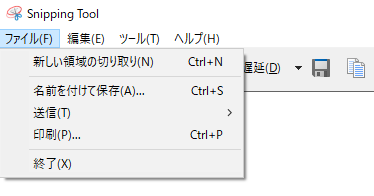 Snipping Tool
ファイル(F) 編集(E) ツール(T) ヘルプ(H)
新しい領域の切り取り(N) Ctrl+N
遅延(D)
名前を付けて保存(A)... Ctrl+S
送信(T)
印刷(P)... Ctrl+P
終了(X)